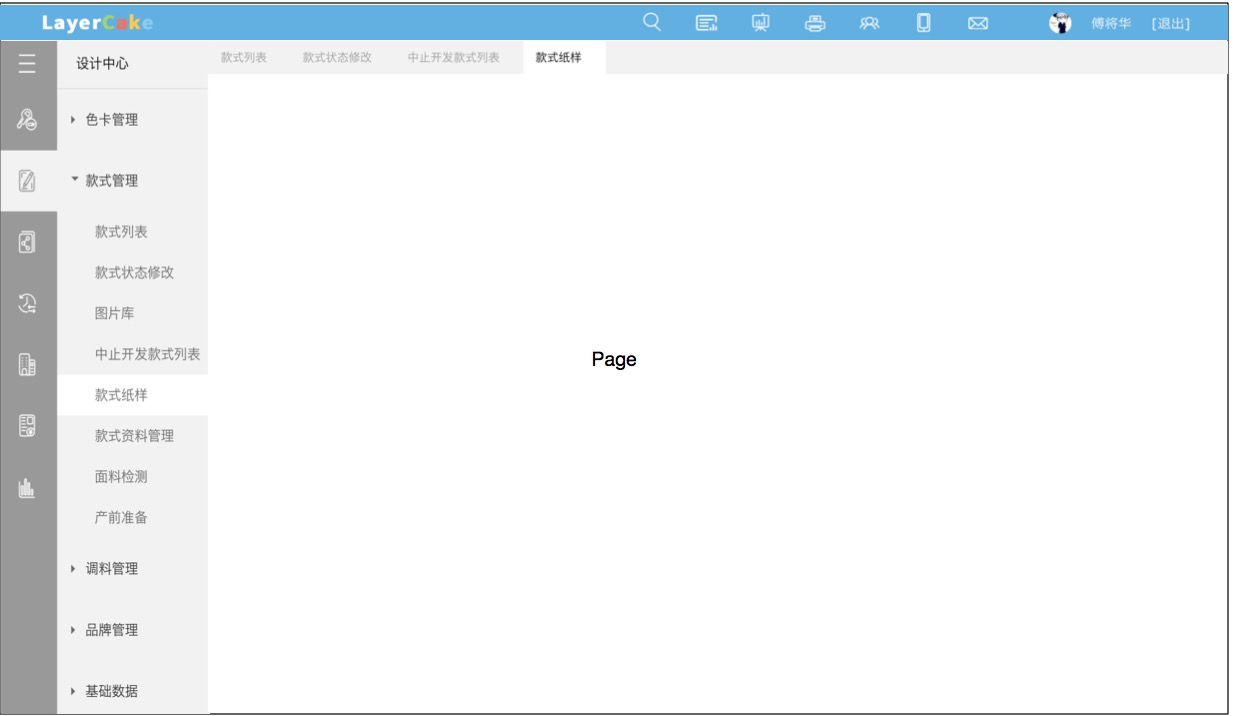 LayerCake
傅将华 [退出]
设计中心
款式列表 款式状态修改 中止开发款式列表 款式纸样
色卡管理
款式管理
款式列表
款式状态修改
图片库
中止开发款式列表
款式纸样
款式资料管理
面料检测
产前准备
调料管理
品牌管理
基础数据
Page